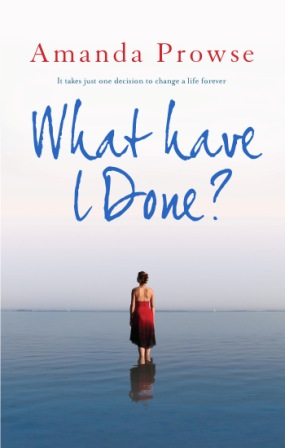 Amanda Prowse
It takes just one decision to change a life forever
What have
I Done?